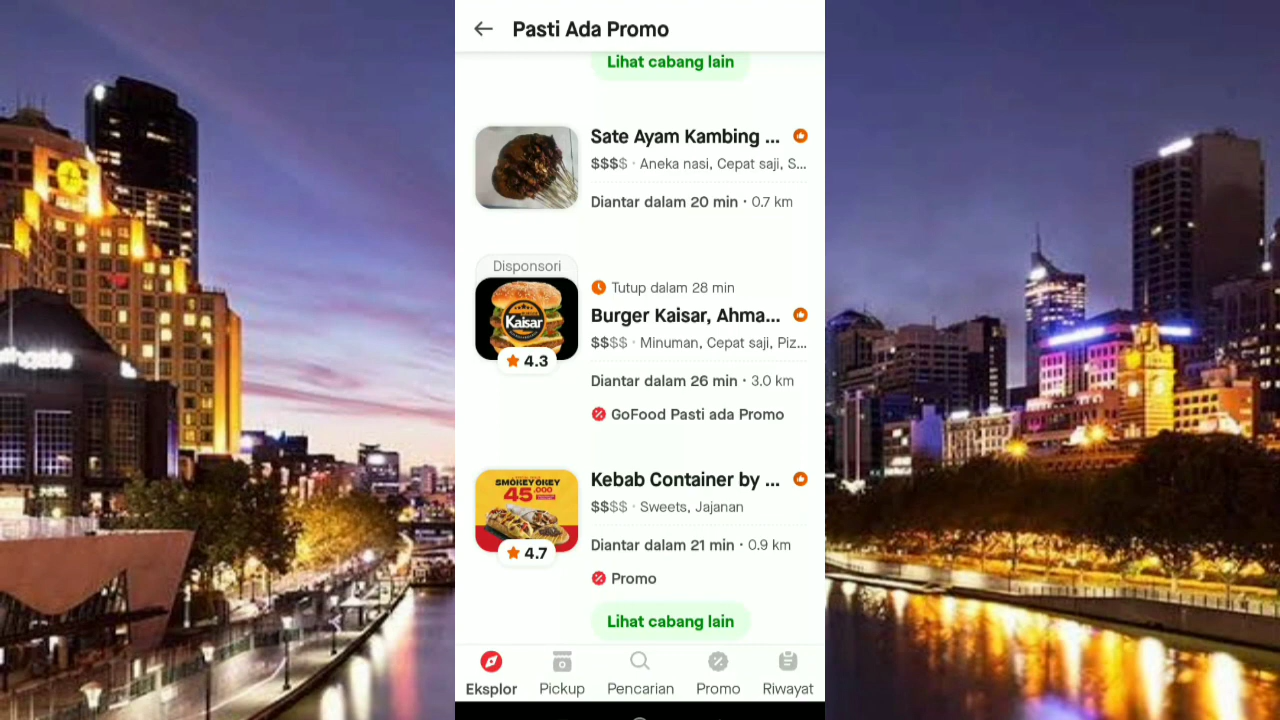 Pasti Ada Promo
Lihat cabang lain
Sate Ayam Kambing ...
$$$$ · Aneka nasi, Cepat saji, S...
Diantar dalam 20 min · 0.7 km
Disponsori
Tutup dalam 28 min
Kaisar
Burger Kaisar, Ahma...
$$$$ · Minuman, Cepat saji, Piz...
4.3
Diantar dalam 26 min · 3.0 km
GoFood Pasti ada Promo
SMOKEY OKEY
45.000
Kebab Container by ...
$$$$ · Sweets, Jajanan
4.7
Diantar dalam 21 min · 0.9 km
Promo
Lihat cabang lain
Eksplor
Pickup
Pencarian
Promo
Riwayat